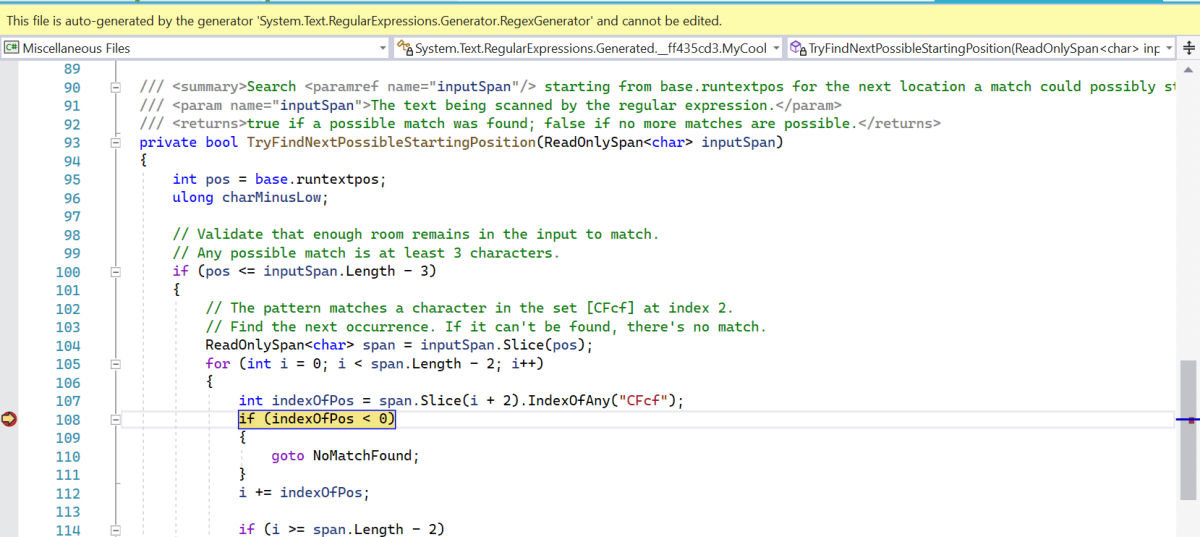 This file is auto-generated by the generator 'System.Text.RegularExpressions.Generator.RegexGenerator' and cannot be edited.
C# Miscellaneous Files
System.Text.RegularExpressions.Generated.__ff435cd3.MyCool
TryFindNextPossibleStartingPosition(ReadOnlySpan<char> inp
89
90 /// <summary>Search <paramref name="inputSpan"/> starting from base.runtextpos for the next location a match could possibly st
91 /// <param name="inputSpan">The text being scanned by the regular expression.</param>
92 /// <returns>true if a possible match was found; false if no more matches are possible.</returns>
93 private bool TryFindNextPossibleStartingPosition(ReadOnlySpan<char> inputSpan)
94 {
95 int pos = base.runtextpos;
96 ulong charMinusLow;
97
98 // Validate that enough room remains in the input to match.
99 // Any possible match is at least 3 characters.
100 if (pos <= inputSpan.Length - 3)
101 {
102 // The pattern matches a character in the set [CFcf] at index 2.
103 // Find the next occurrence. If it can't be found, there's no match.
104 ReadOnlySpan<char> span = inputSpan.Slice(pos);
105 for (int i = 0; i < span.Length - 2; i++)
106 {
107 int indexOfPos = span.Slice(i + 2).IndexOfAny("CFcf");
108 if (indexOfPos < 0)
109 {
110 goto NoMatchFound;
111 }
112 i += indexOfPos;
113
114 if (i >= span.Length - 2)